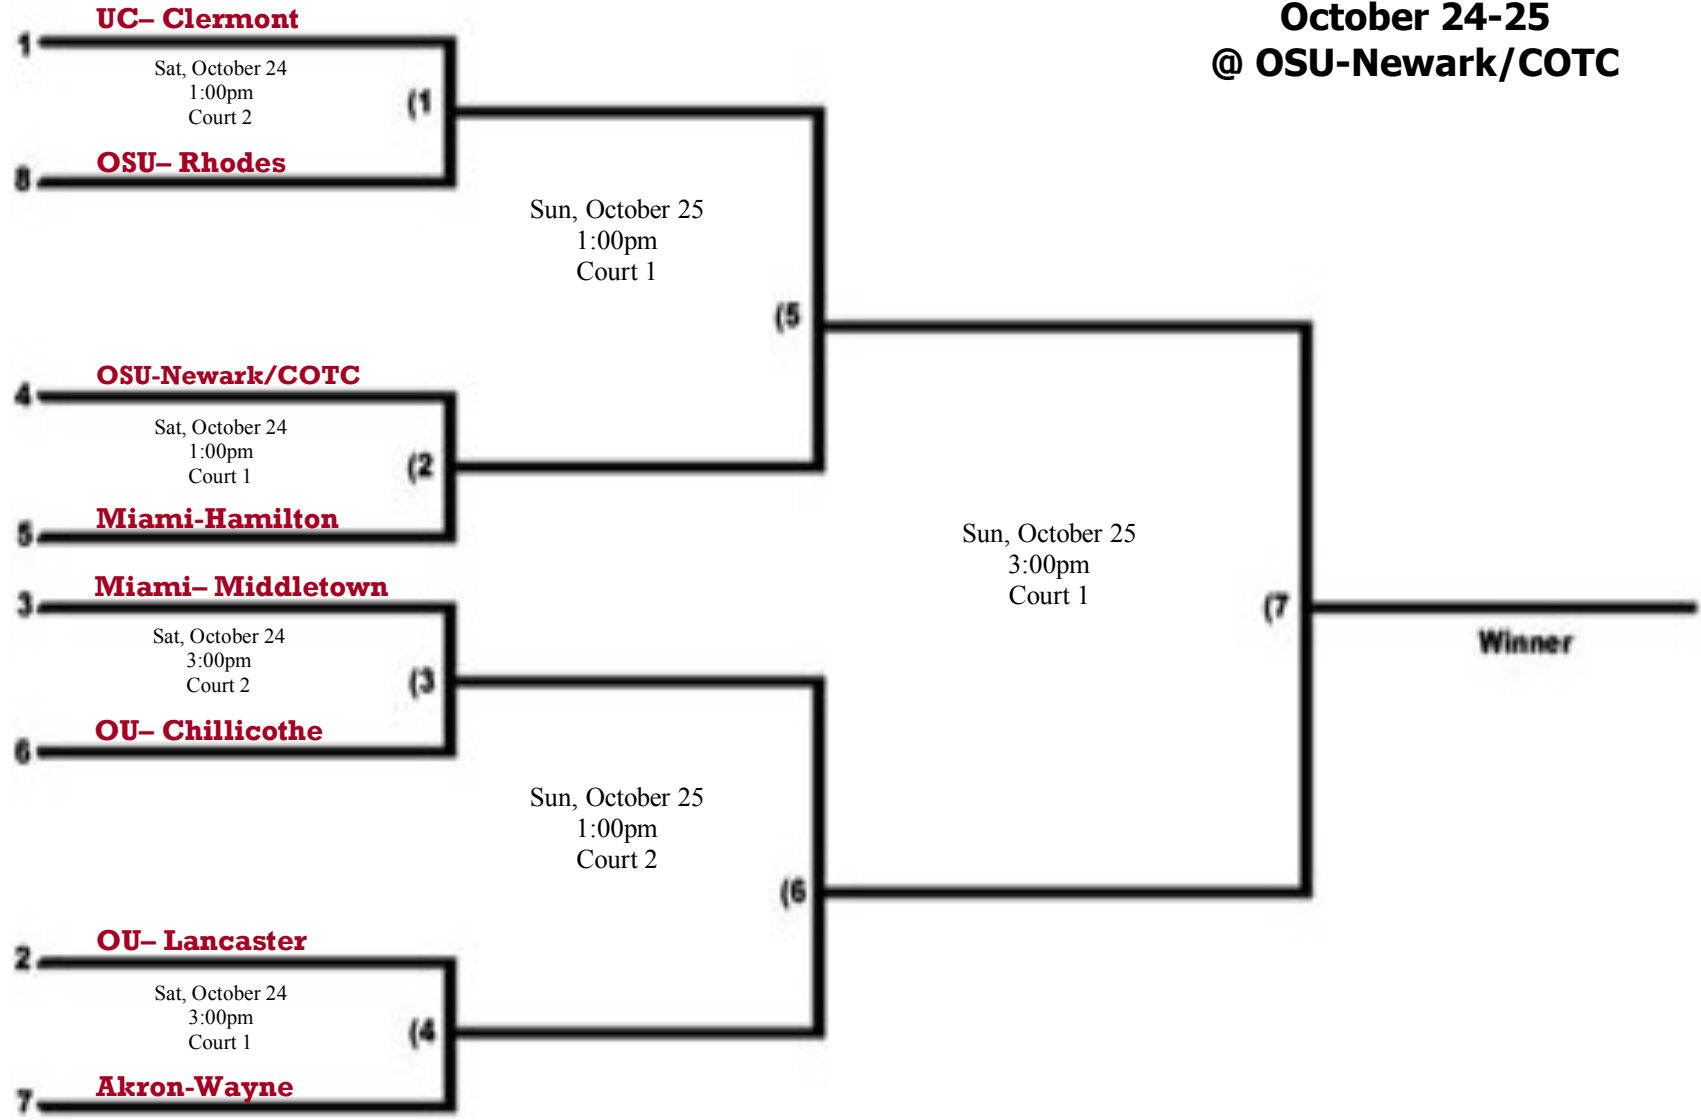 October 24-25
@ OSU-Newark/COTC
UC– Clermont
1
Sat, October 24
1:00pm
Court 2
(1
OSU– Rhodes
8
Sun, October 25
1:00pm
Court 1
(5
OSU-Newark/COTC
4
Sat, October 24
1:00pm
Court 1
(2
Miami-Hamilton
5
Sun, October 25
3:00pm
Court 1
(7
Winner
Miami– Middletown
3
Sat, October 24
3:00pm
Court 2
(3
OU– Chillicothe
6
Sun, October 25
1:00pm
Court 2
(6
OU– Lancaster
2
Sat, October 24
3:00pm
Court 1
(4
Akron-Wayne
7